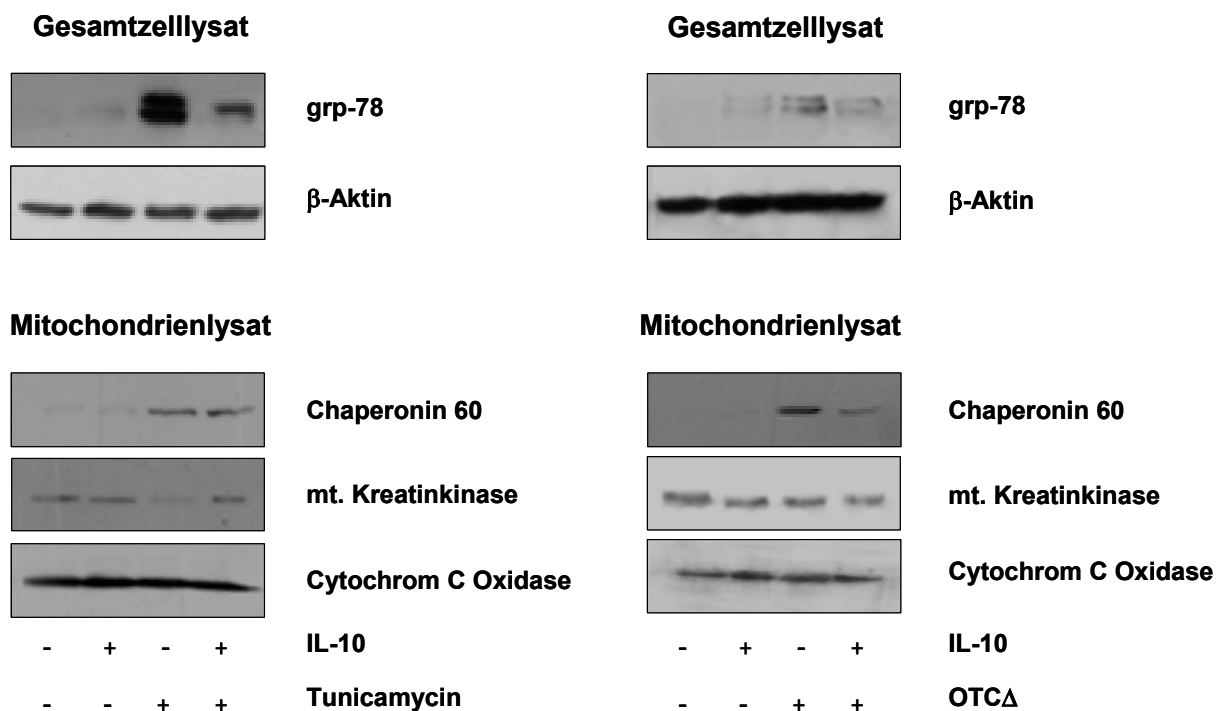 Gesamtzelllysat
grp-78
β-Aktin
Mitochondrienlysat
Chaperonin 60
mt. Kreatinkinase
Cytochrom C Oxidase
- + - + IL-10
- - + + Tunicamycin
Gesamtzelllysat
grp-78
β-Aktin
Mitochondrienlysat
Chaperonin 60
mt. Kreatinkinase
Cytochrom C Oxidase
- + - + IL-10
- - + + OTCΔ